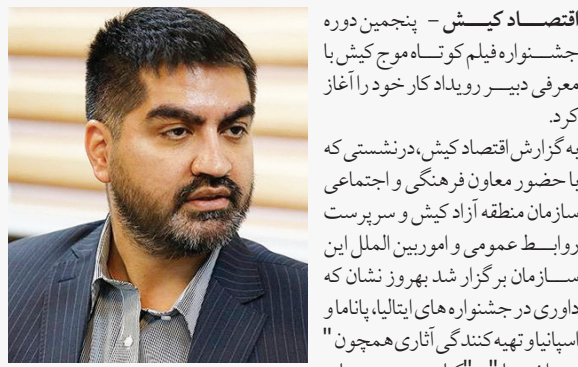 اقتصاد کیش - پنجمین دوره
جشنواره فیلم کوتاه موج کیش با
معرفی دبیر رویداد کار خود را آغاز
کرد.
به گزارش اقتصاد کیش، در نشستی که
با حضور معاون فرهنگی و اجتماعی
سازمان منطقه آزاد کیش و سرپرست
روابط عمومی و امور بین الملل این
سازمان برگزار شد بهروز نشان که
داوری در جشنواره های ایتالیا، پاناما و
اسپانیا و تهیه کنندگی آثاری همچون "